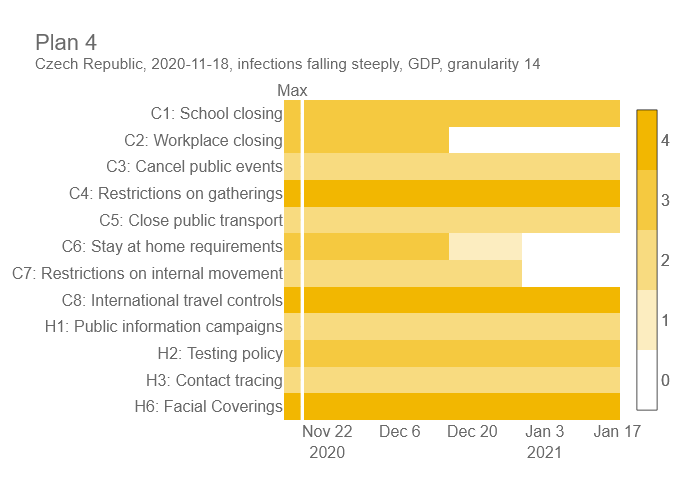 Plan 4
Czech Republic, 2020-11-18, infections falling steeply, GDP, granularity 14
Max
C1: School closing
C2: Workplace closing
C3: Cancel public events
C4: Restrictions on gatherings
C5: Close public transport
C6: Stay at home requirements
C7: Restrictions on internal movement
C8: International travel controls
H1: Public information campaigns
H2: Testing policy
H3: Contact tracing
H6: Facial Coverings
4
3
2
1
0
Nov 22 Dec 6 Dec 20 Jan 3 Jan 17
2020 2021